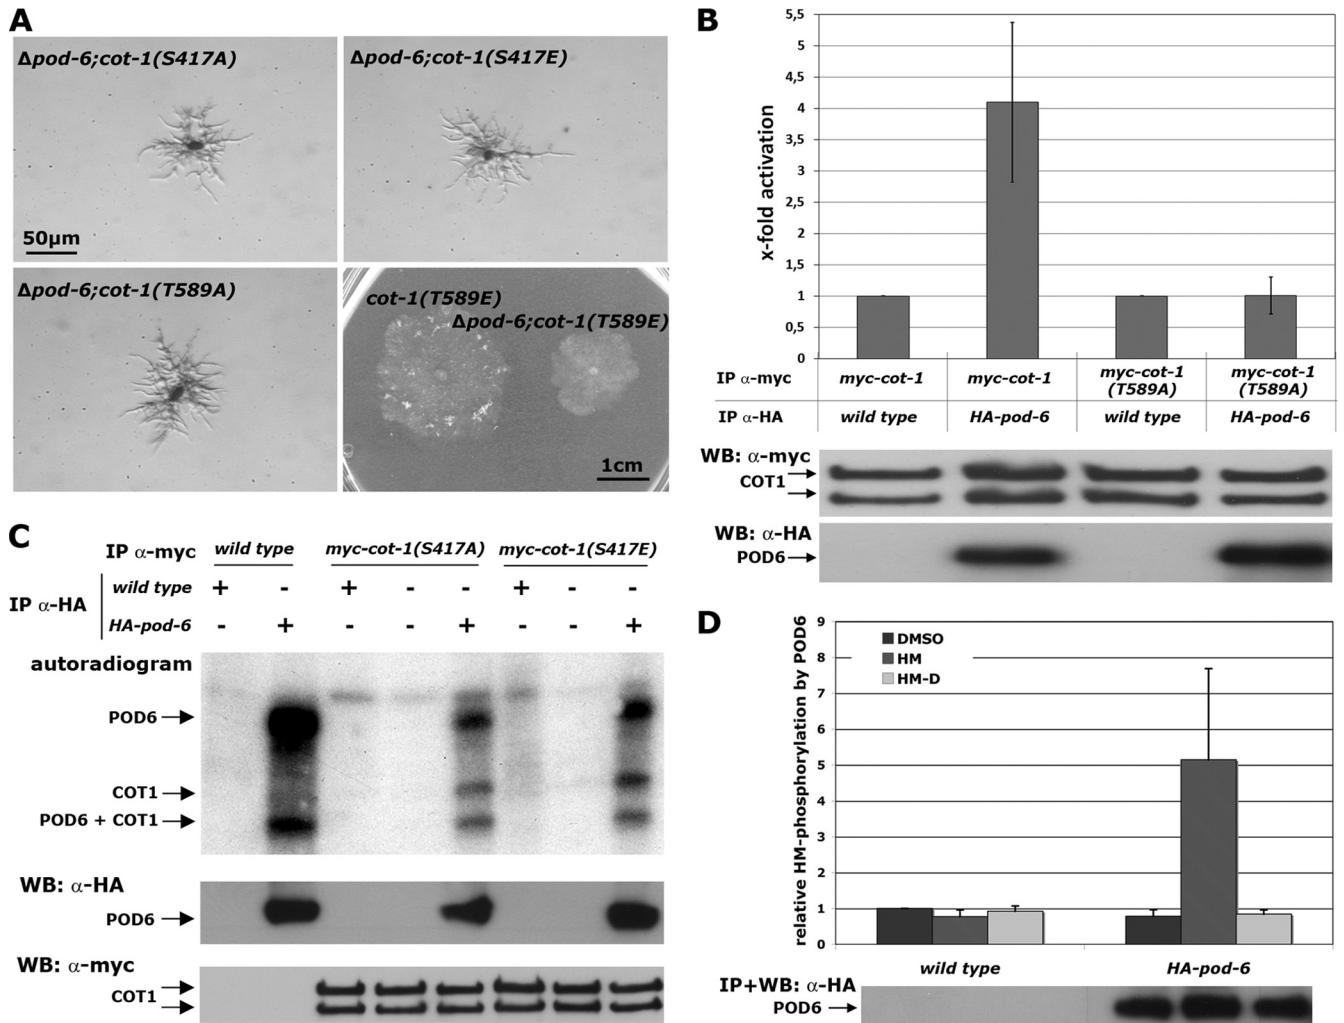 A
Δpod-6;cot-1(S417A)
Δpod-6;cot-1(S417E)
50µm
Δpod-6;cot-1(T589A)
cot-1(T589E)
Δpod-6;cot-1(T589E)
1cm
B
x-fold activation
5,5
5
4,5
4
3,5
3
2,5
2
1,5
1
0,5
0
IP α-myc myc-cot-1 myc-cot-1 myc-cot-1 (T589A) myc-cot-1 (T589A)
IP α-HA wild type HA-pod-6 wild type HA-pod-6
WB: α-myc
COT1
WB: α-HA
POD6
C
IP α-myc wild type myc-cot-1(S417A) myc-cot-1(S417E)
IP α-HA
wild type + - + - - + - -
HA-pod-6 - + - - + - - +
autoradiogram
POD6
COT1
POD6 + COT1
WB: α-HA
POD6
WB: α-myc
COT1
D
relative HM-phosphorylation by POD6
9
8
7
6
5
4
3
2
1
0
DMSO
HM
HM-D
wild type HA-pod-6
IP+WB: α-HA
POD6